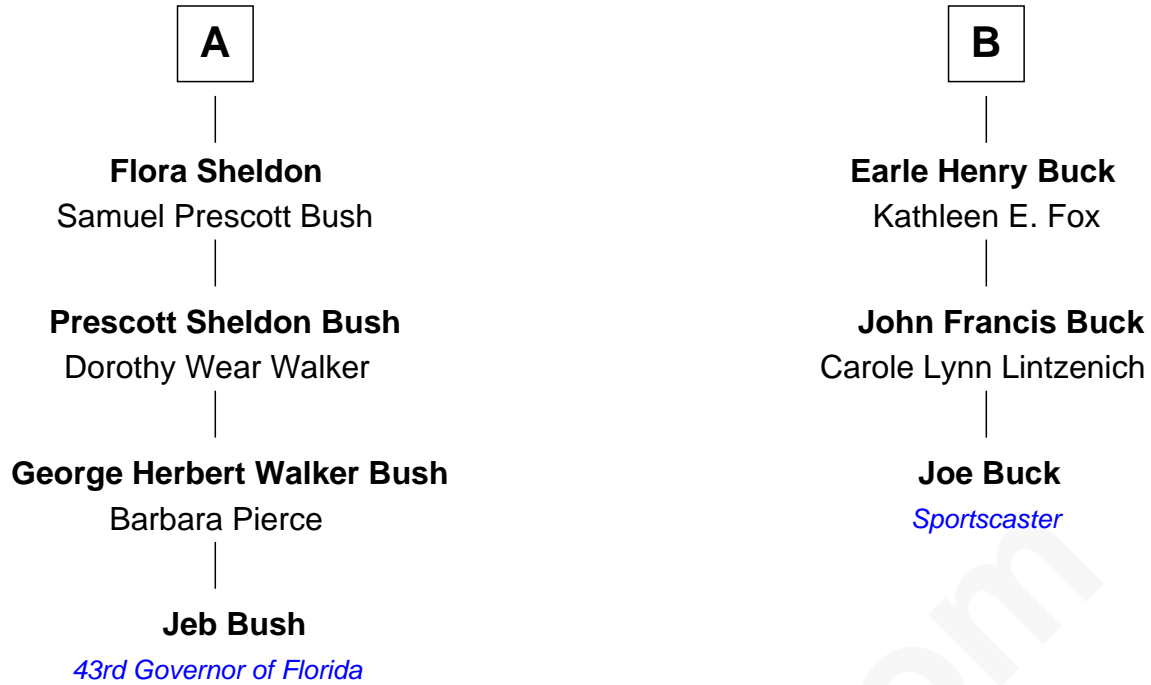 A
Flora Sheldon
Samuel Prescott Bush
Prescott Sheldon Bush
Dorothy Wear Walker
George Herbert Walker Bush
Barbara Pierce
Jeb Bush
43rd Governor of Florida
B
Earle Henry Buck
Kathleen E. Fox
John Francis Buck
Carole Lynn Lintzenich
Joe Buck
Sportscaster
om